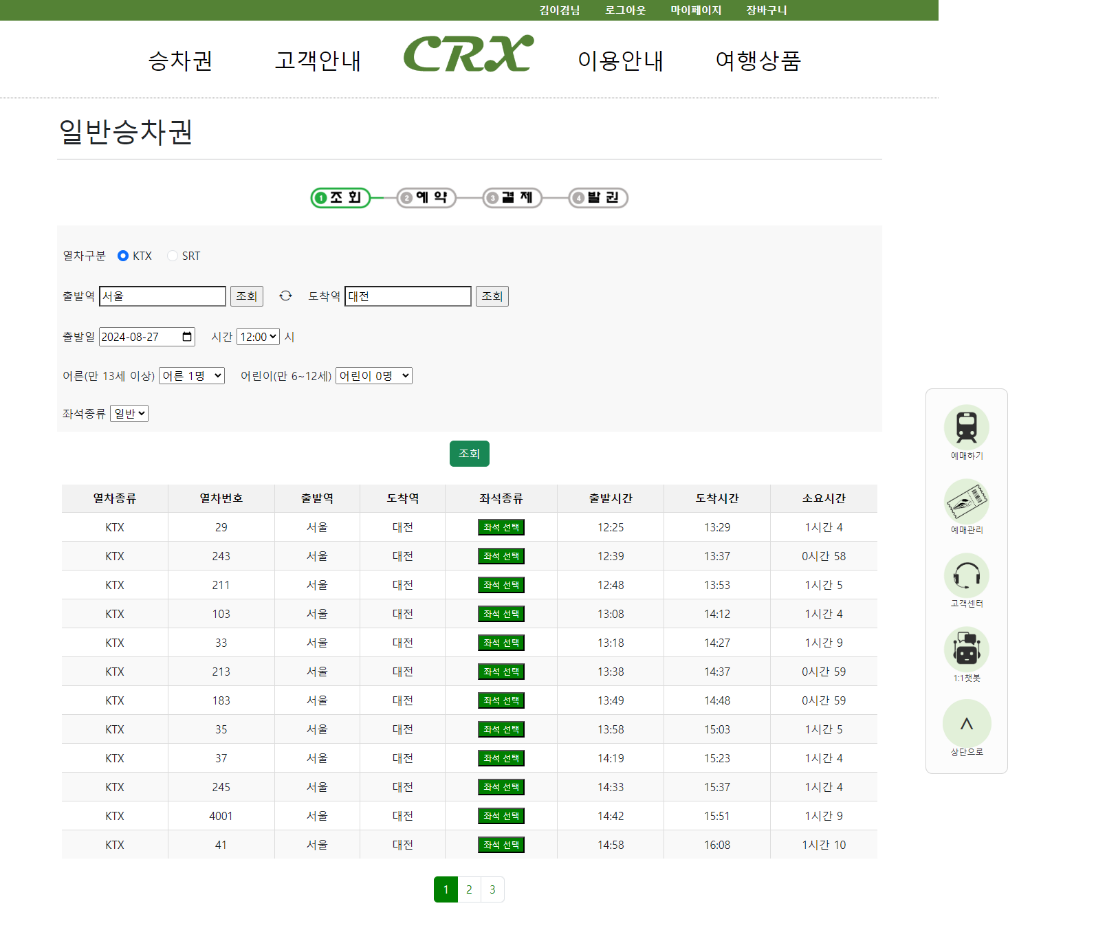 김이겸님 로그아웃 마이페이지 장바구니
승차권 고객안내 CRX 이용안내 여행상품
일반승차권
1 조회 2 예약 3 결제 4 발권
열차구분 KTX SRT
출발역 서울 조회 도착역 대전 조회
출발일 2024-08-27 시간 12:00 시
어른(만 13세 이상) 어른 1명 어린이(만 6~12세) 어린이 0명
좌석종류 일반
조회
열차종류 열차번호 출발역 도착역 좌석종류 출발시간 도착시간 소요시간
KTX 29 서울 대전 좌석 선택 12:25 13:29 1시간 4
KTX 243 서울 대전 좌석 선택 12:39 13:37 0시간 58
KTX 211 서울 대전 좌석 선택 12:48 13:53 1시간 5
KTX 103 서울 대전 좌석 선택 13:08 14:12 1시간 4
KTX 33 서울 대전 좌석 선택 13:18 14:27 1시간 9
KTX 213 서울 대전 좌석 선택 13:38 14:37 0시간 59
KTX 183 서울 대전 좌석 선택 13:49 14:48 0시간 59
KTX 35 서울 대전 좌석 선택 13:58 15:03 1시간 5
KTX 37 서울 대전 좌석 선택 14:19 15:23 1시간 4
KTX 245 서울 대전 좌석 선택 14:33 15:37 1시간 4
KTX 4001 서울 대전 좌석 선택 14:42 15:51 1시간 9
KTX 41 서울 대전 좌석 선택 14:58 16:08 1시간 10
1 2 3
예매하기
예매관리
고객센터
1:1챗봇
상단으로